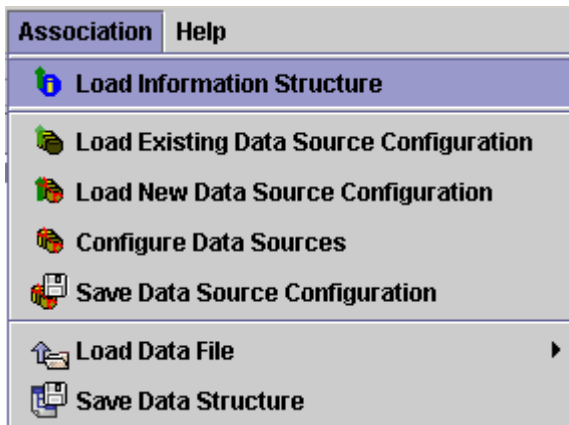 Association Help
Load Information Structure
Load Existing Data Source Configuration
Load New Data Source Configuration
Configure Data Sources
Save Data Source Configuration
Load Data File
Save Data Structure